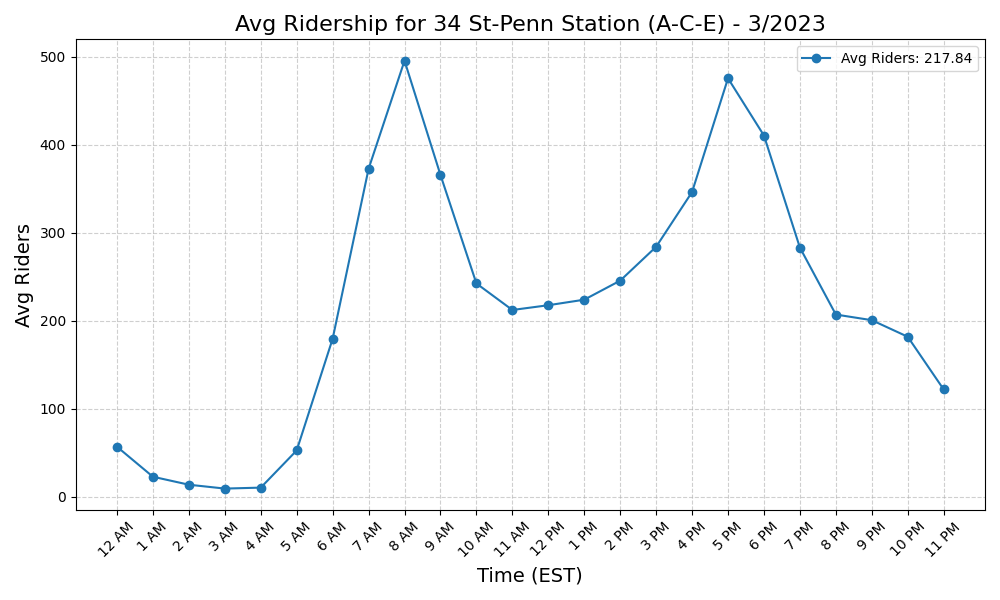 Avg Ridership for 34 St-Penn Station (A-C-E) - 3/2023
Avg Riders: 217.84
500
400
300
200
100
0
Avg Riders
12 AM
1 AM
2 AM
3 AM
4 AM
5 AM
6 AM
7 AM
8 AM
9 AM
10 AM
11 AM
12 PM
1 PM
2 PM
3 PM
4 PM
5 PM
6 PM
7 PM
8 PM
9 PM
10 PM
11 PM
Time (EST)